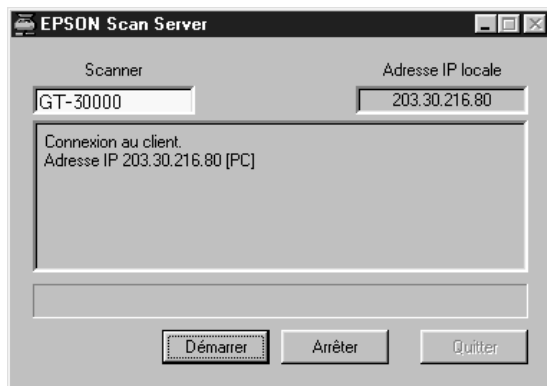 EPSON Scan Server
Scanner
Adresse IP locale
GT-30000
203.30.216.80
Connexion au client.
Adresse IP 203.30.216.80 [PC]
Démarrer
Arrêter
Quitter